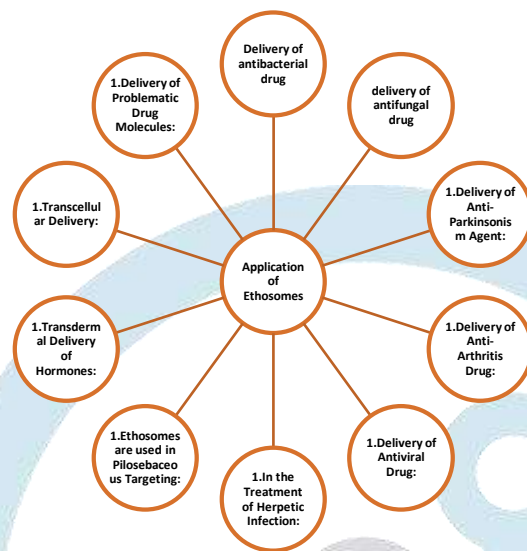 Delivery of
antibacterial
drug
delivery of
antifungal
drug
1.Delivery of
Anti-
Parkinsonis
m Agent:
1.Delivery of
Anti-
Arthritis
Drug:
1.Delivery of
Antiviral
Drug:
1.In the
Treatment
of Herpetic
Infection:
1.Ethosomes
are used in
Pilosebaceo
us Targeting:
1.Transderm
al Delivery
of
Hormones:
1.Transcellul
ar Delivery:
1.Delivery of
Problematic
Drug
Molecules:
Application
of
Ethosomes